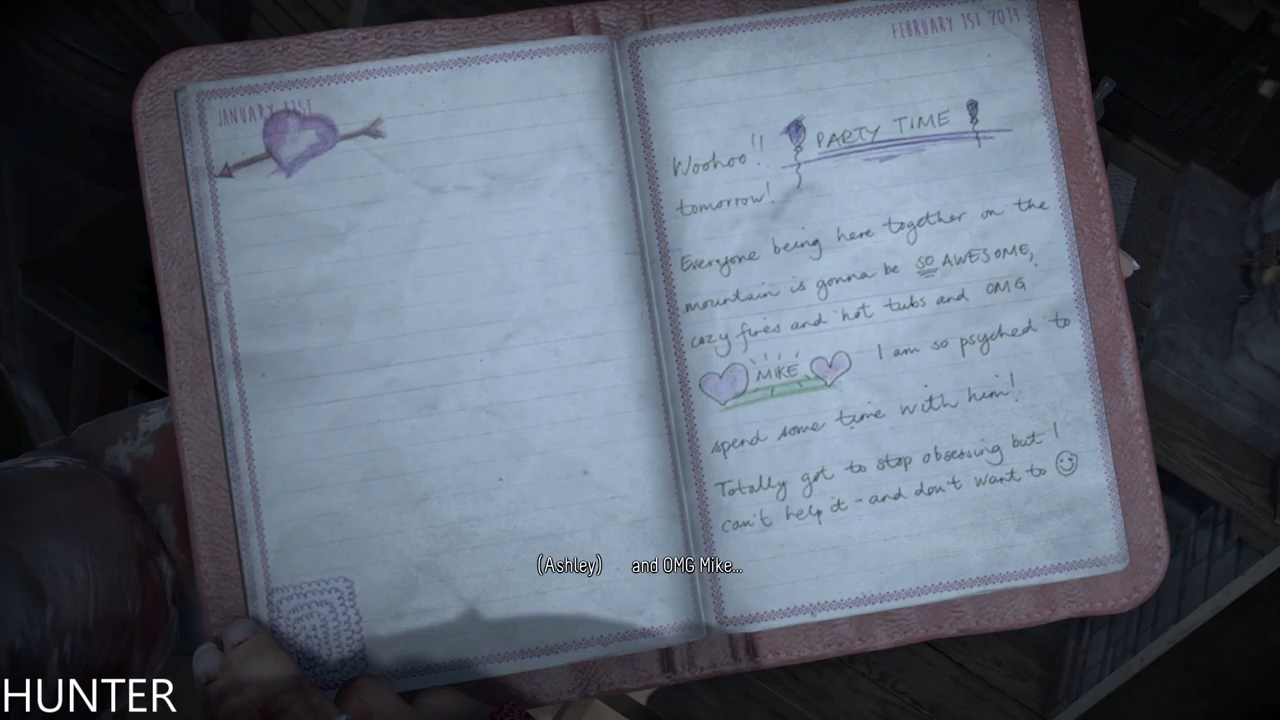 JANUARY 31ST
FEBRUARY 1ST 2014
Woohoo!! PARTY TIME
tomorrow!
Everyone being here together on the
mountain is gonna be SO AWESOME,
cozy fires and hot tubs and OMG
MIKE I am so psyched to
spend some time with him!
Totally got to stop obsessing but I
can't help it - and don't want to
(Ashley) and OMG Mike...
HUNTER